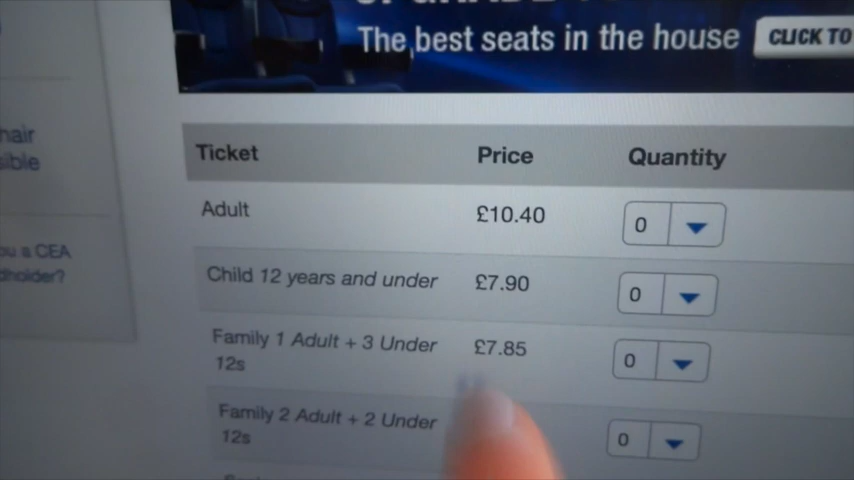 The best seats in the house
CLICK TO
hair
sible
Ticket Price Quantity
Adult £10.40 0
ou a CEA
dholder?
Child 12 years and under £7.90 0
Family 1 Adult + 3 Under £7.85 0
12s
Family 2 Adult + 2 Under 0
12s